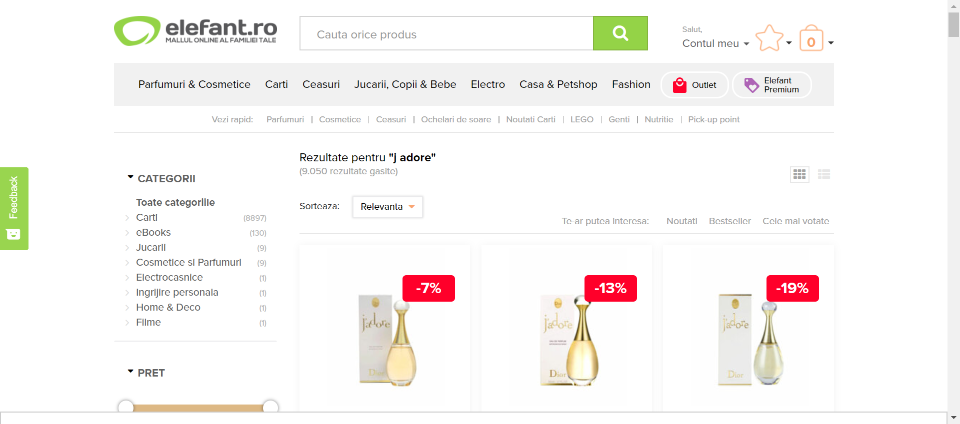 elefant.ro
MALLUL ONLINE AL FAMILIEI TALE
Cauta orice produs
Salut,
Contul meu
0
Parfumuri & Cosmetice Carti Ceasuri Jucarii, Copii & Bebe Electro Casa & Petshop Fashion Outlet Elefant Premium
Vezi rapid: Parfumuri | Cosmetice | Ceasuri | Ochelari de soare | Noutati Carti | LEGO | Genti | Nutritie | Pick-up point
Feedback
CATEGORII
Toate categoriile
Carti (8897)
eBooks (130)
Jucarii (9)
Cosmetice si Parfumuri (9)
Electrocasnice (1)
Ingrijire personala (1)
Home & Deco (1)
Filme (1)
PRET
Rezultate pentru "j adore"
(9.050 rezultate gasite)
Sorteaza: Relevanta
Te-ar putea interesa: Noutati Bestseller Cele mai votate
-7%
j'adore
Dior
-13%
j'adore
Dior
-19%
j'adore
Dior